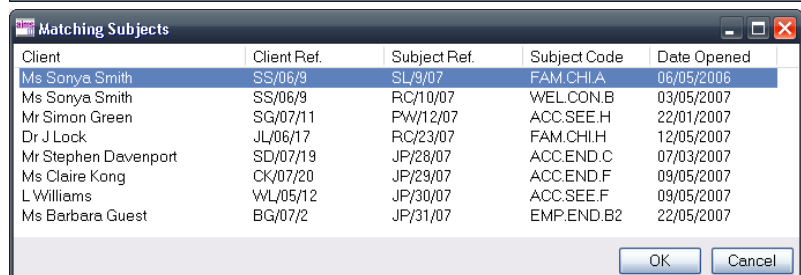 aims Matching Subjects
Client Client Ref. Subject Ref. Subject Code Date Opened
Ms Sonya Smith SS/06/9 SL/9/07 FAM.CHI.A 06/05/2006
Ms Sonya Smith SS/06/9 RC/10/07 WEL.CON.B 03/05/2007
Mr Simon Green SG/07/11 PW/12/07 ACC.SEE.H 22/01/2007
Dr J Lock JL/06/17 RC/23/07 FAM.CHI.H 12/05/2007
Mr Stephen Davenport SD/07/19 JP/28/07 ACC.END.C 07/03/2007
Ms Claire Kong CK/07/20 JP/29/07 ACC.END.F 09/05/2007
L Williams WL/05/12 JP/30/07 ACC.SEE.F 09/05/2007
Ms Barbara Guest BG/07/2 JP/31/07 EMP.END.B2 22/05/2007
OK Cancel